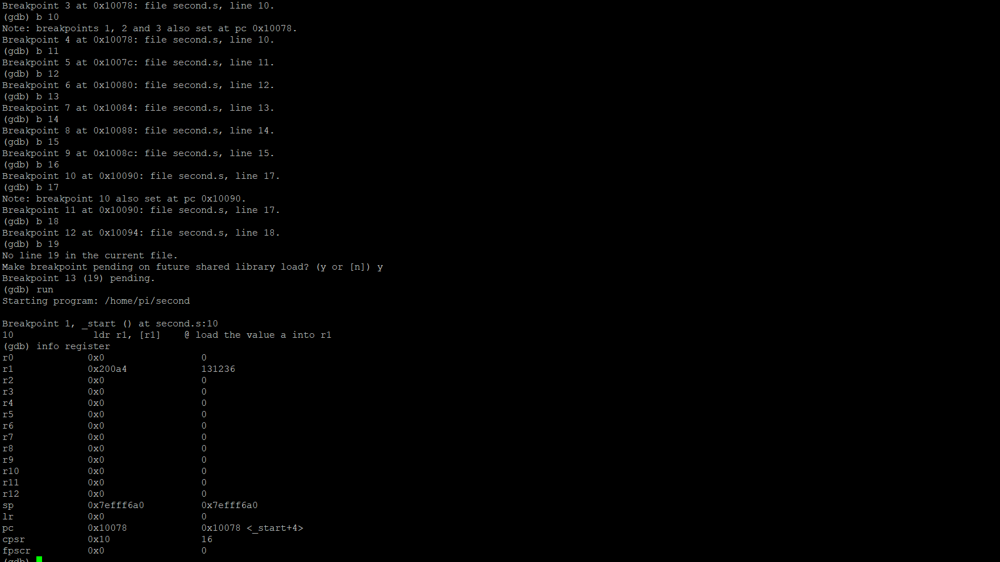 Breakpoint 3 at 0x10078: file second.s, line 10.
(gdb) b 10
Note: breakpoints 1, 2 and 3 also set at pc 0x10078.
Breakpoint 4 at 0x10078: file second.s, line 10.
(gdb) b 11
Breakpoint 5 at 0x1007c: file second.s, line 11.
(gdb) b 12
Breakpoint 6 at 0x10080: file second.s, line 12.
(gdb) b 13
Breakpoint 7 at 0x10084: file second.s, line 13.
(gdb) b 14
Breakpoint 8 at 0x10088: file second.s, line 14.
(gdb) b 15
Breakpoint 9 at 0x1008c: file second.s, line 15.
(gdb) b 16
Breakpoint 10 at 0x10090: file second.s, line 17.
(gdb) b 17
Note: breakpoint 10 also set at pc 0x10090.
Breakpoint 11 at 0x10090: file second.s, line 17.
(gdb) b 18
Breakpoint 12 at 0x10094: file second.s, line 18.
(gdb) b 19
No line 19 in the current file.
Make breakpoint pending on future shared library load? (y or [n]) y
Breakpoint 13 (19) pending.
(gdb) run
Starting program: /home/pi/second
Breakpoint 1, _start () at second.s:10
10 ldr r1, [r1] @ load the value a into r1
(gdb) info register
r0 0x0 0
r1 0x200a4 131236
r2 0x0 0
r3 0x0 0
r4 0x0 0
r5 0x0 0
r6 0x0 0
r7 0x0 0
r8 0x0 0
r9 0x0 0
r10 0x0 0
r11 0x0 0
r12 0x0 0
sp 0x7efff6a0 0x7efff6a0
lr 0x0 0
pc 0x10078 0x10078 <_start+4>
cpsr 0x10 16
fpscr 0x0 0
(gdb)